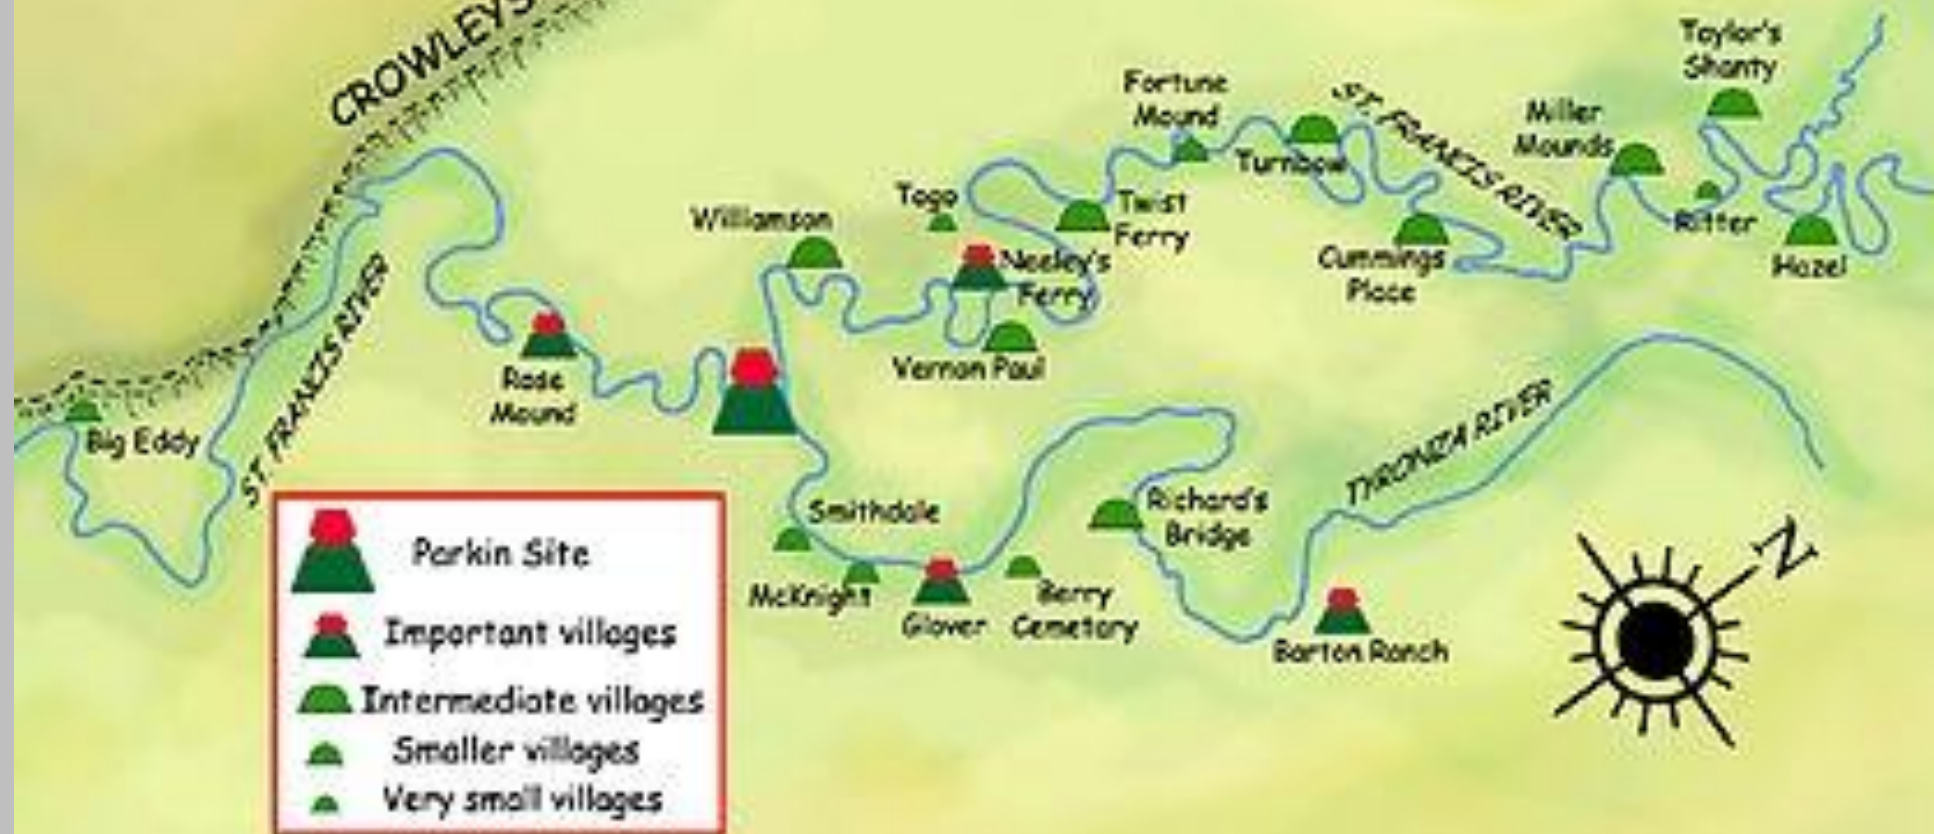 CROWLEYS
Taylor's
Shanty
Fortune
Mound
ST. FRANCIS RIVER
Miller
Mounds
Turnbow
Togo
Williamson
Twist
Ferry
Ritter
Neeley's
Ferry
Cummings
Place
Hazel
ST. FRANCIS RIVER
Vernon Paul
Rose
Mound
Big Eddy
TYRONZA RIVER
Smithdale
Richard's
Bridge
McKnight
Glover
Berry
Cemetary
Barton Ranch
N
Parkin Site
Important villages
Intermediate villages
Smaller villages
Very small villages